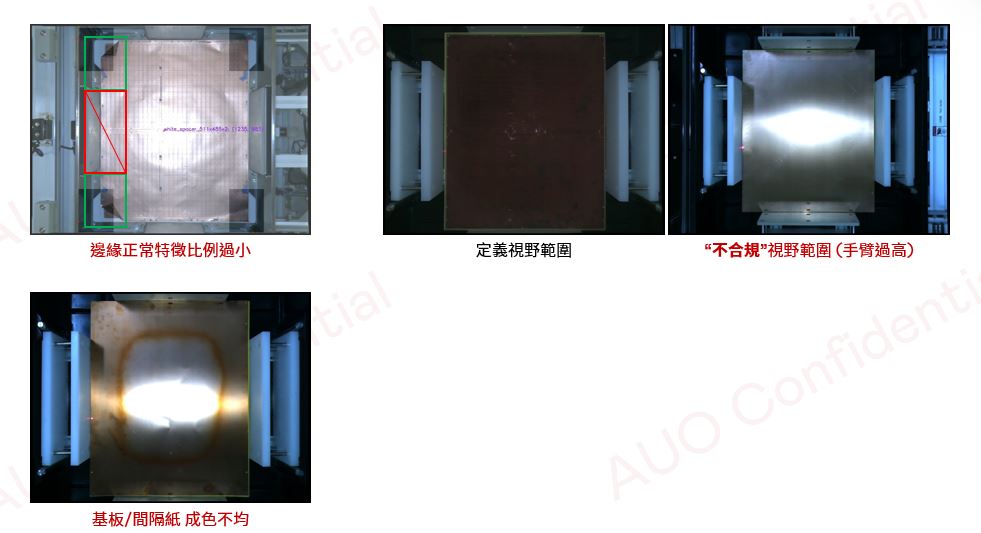 邊緣正常特徵比例過小
定義視野範圍
“不合規”視野範圍 (手臂過高)
基板/間隔紙 成色不均
AUO Confidential